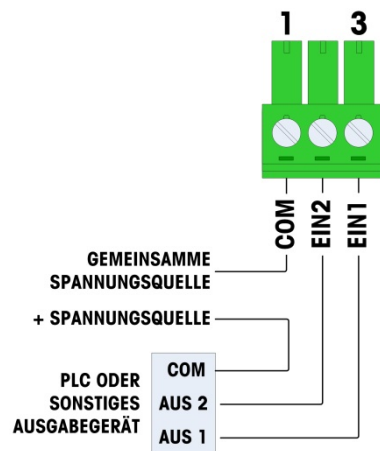 1 3
COM EIN2 EIN1
GEMEINSAMME
SPANNUNGSQUELLE
+ SPANNUNGSQUELLE
PLC ODER
SONSTIGES
AUSGABEGERÄT
COM
AUS 2
AUS 1